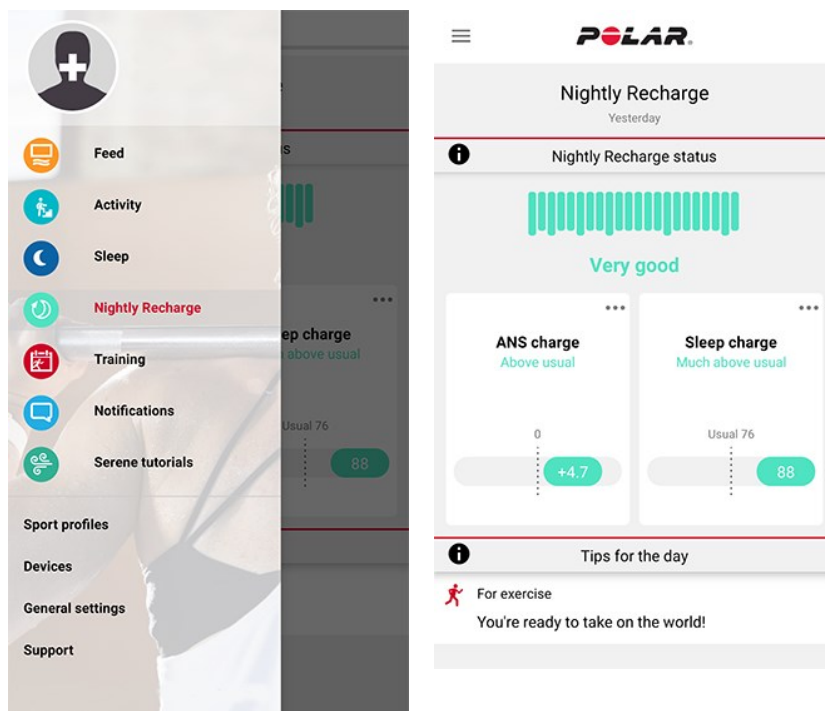 Feed
Activity
Sleep
Nightly Recharge
Training
Notifications
Serene tutorials
Sport profiles
Devices
General settings
Support
us
ep charge
above usual
Usual 76
88
POLAR.
Nightly Recharge
Yesterday
Nightly Recharge status
Very good
ANS charge
Above usual
0
+4.7
Sleep charge
Much above usual
Usual 76
88
Tips for the day
For exercise
You're ready to take on the world!